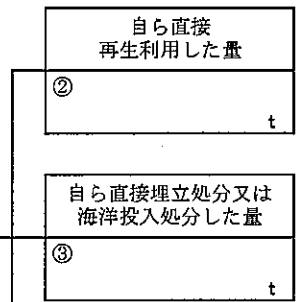 自ら直接
再生利用した量
②
t
自ら直接埋立処分又は
海洋投入処分した量
③
t